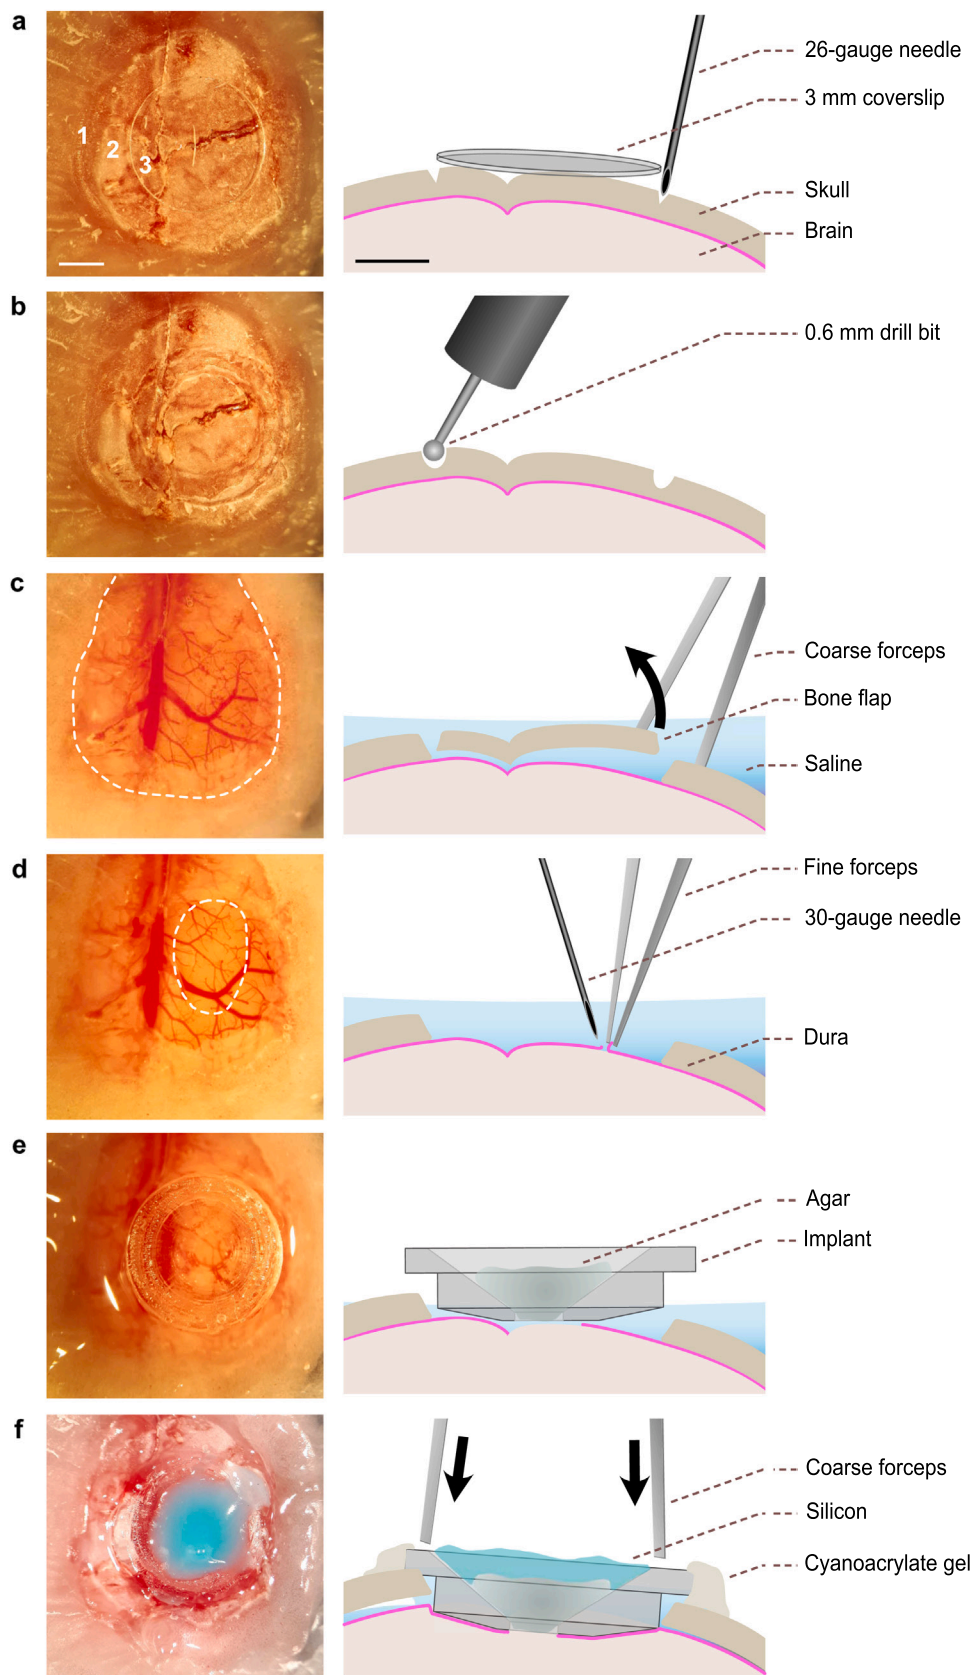 a
1
2
3
26-gauge needle
3 mm coverslip
Skull
Brain
b
0.6 mm drill bit
c
Coarse forceps
Bone flap
Saline
d
Fine forceps
30-gauge needle
Dura
e
Agar
Implant
f
Coarse forceps
Silicon
Cyanoacrylate gel